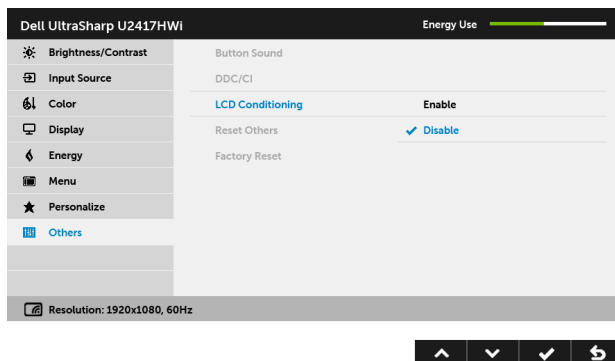 Dell UltraSharp U2417HWi
Energy Use
Brightness/Contrast
Button Sound
Input Source
DDC/CI
Color
LCD Conditioning
Enable
Display
Reset Others
Disable
Energy
Factory Reset
Menu
Personalize
Others
Resolution: 1920x1080, 60Hz